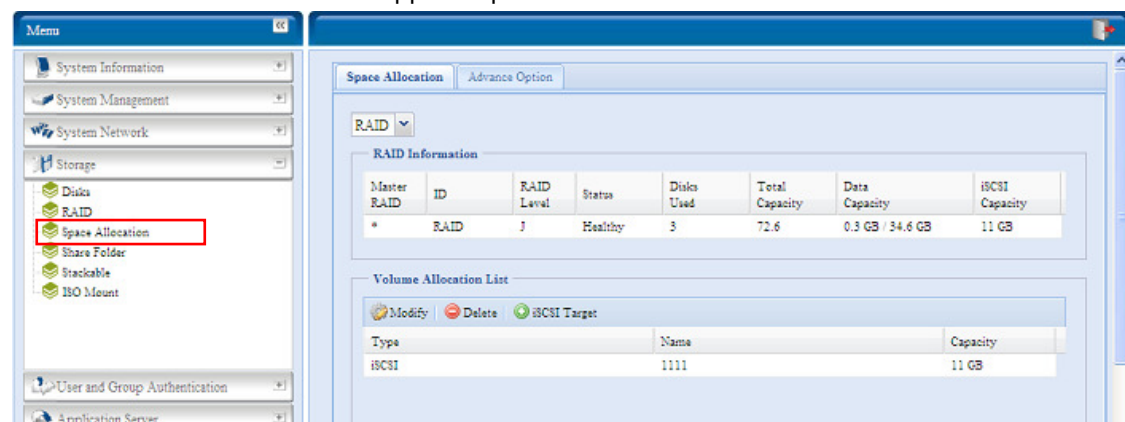 Menu
System Information
System Management
System Network
Storage
Disks
RAID
Space Allocation
Share Folder
Stackable
ISO Mount
User and Group Authentication
Application Server
Space Allocation Advance Option
RAID
RAID Information
Master RAID ID RAID Level Status Disks Used Total Capacity Data Capacity iSCSI Capacity
* RAID J Healthy 3 72.6 0.3 GB / 34.6 GB 11 GB
Volume Allocation List
Modify Delete iSCSI Target
Type Name Capacity
iSCSI 1111 11 GB